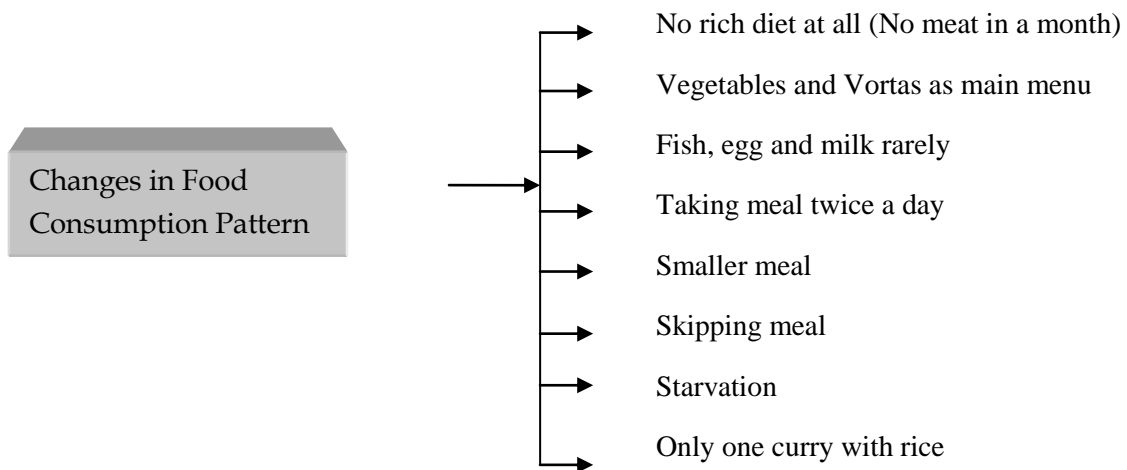 No rich diet at all (No meat in a month)
Vegetables and Vortas as main menu
Fish, egg and milk rarely
Changes in Food
Consumption Pattern
Taking meal twice a day
Smaller meal
Skipping meal
Starvation
Only one curry with rice